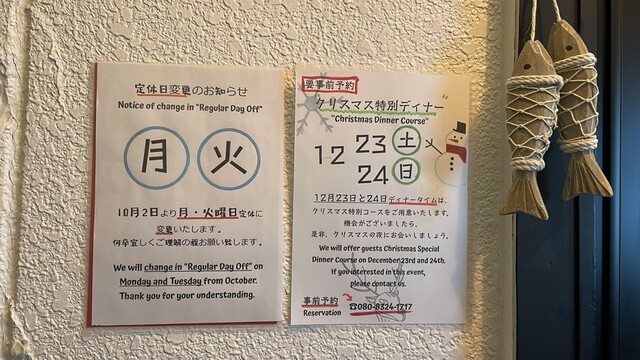 定休日変更のお知らせ
Notice of change in "Regular Day Off"
月 火
10月2日より月・火曜日定休に
変更いたします。
何卒宜しくご理解の程お願い致します。
We will change in "Regular Day Off" on
Monday and Tuesday from October.
Thank you for your understanding.
要事前予約
クリスマス特別ディナー
"Christmas Dinner Course"
12 23 土
24 日
12月23日と24日ディナータイムは、
クリスマス特別コースをご用意いたします。
機会がございましたら、
是非、クリスマスの夜にお会いしましょう。
We will offer guests Christmas Special
Dinner Course on December 23rd and 24th.
If you interested in this event,
please contact us.
事前予約
Reservation
☎080-8324-1717